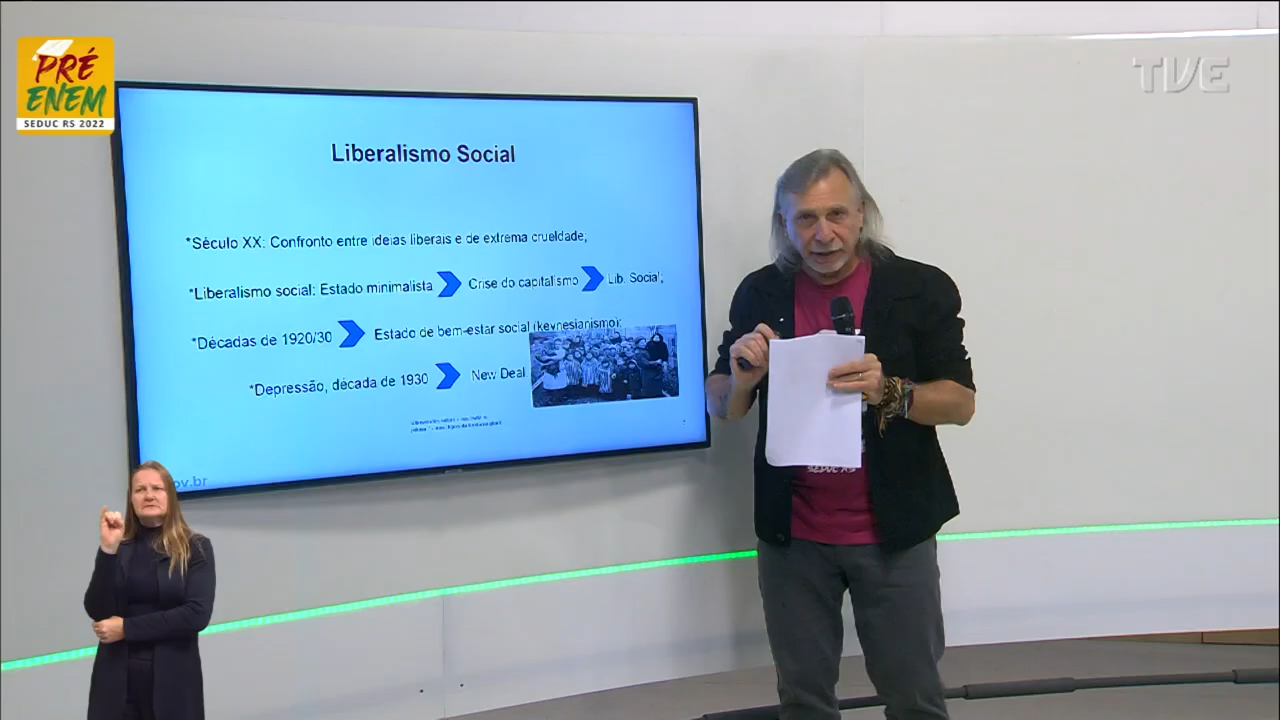 PRÉ
ENEM
SEDUC RS 2022
TVE
Liberalismo Social
*Século XX: Confronto entre ideias liberais e de extrema crueldade;
*Liberalismo social: Estado minimalista Crise do capitalismo Lib. Social;
*Décadas de 1920/30 Estado de bem-estar social (keynesianismo);
*Depressão, década de 1930 New Deal
ov.br
SEDUC RS